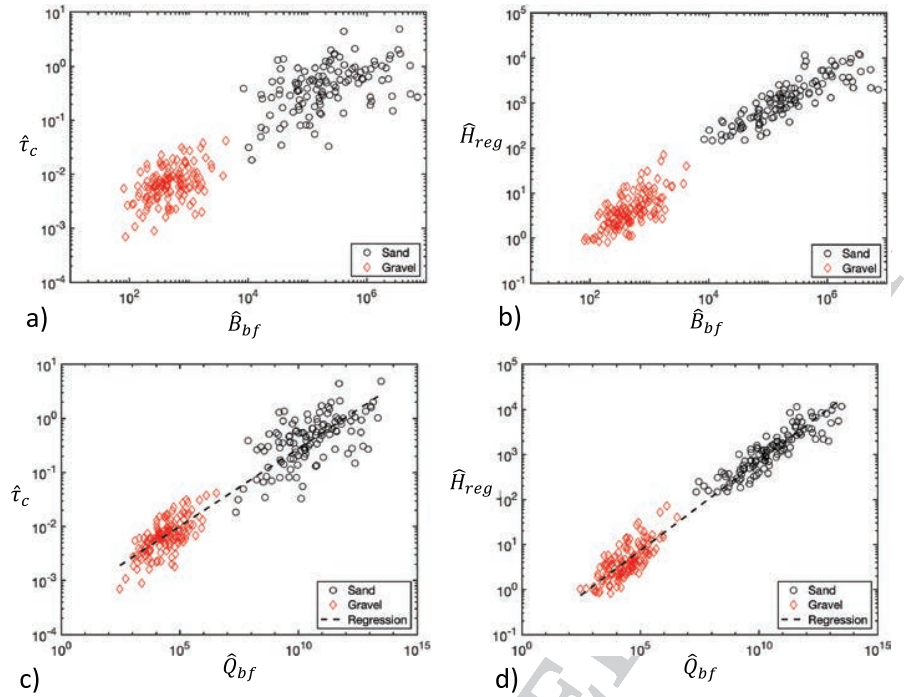 10^1
10^0
10^-1
τ̂_c
10^-2
10^-3
10^-4
10^2 10^4 10^6
Sand
Gravel
a)
B̂_bf
10^5
10^4
10^3
Ĥ_reg
10^2
10^1
10^0
10^-1
10^2 10^4 10^6
Sand
Gravel
b)
B̂_bf
10^1
10^0
10^-1
τ̂_c
10^-2
10^-3
10^-4
10^0 10^5 10^10 10^15
Sand
Gravel
Regression
c)
Q̂_bf
10^5
10^4
10^3
Ĥ_reg
10^2
10^1
10^0
10^-1
10^0 10^5 10^10 10^15
Sand
Gravel
Regression
d)
Q̂_bf